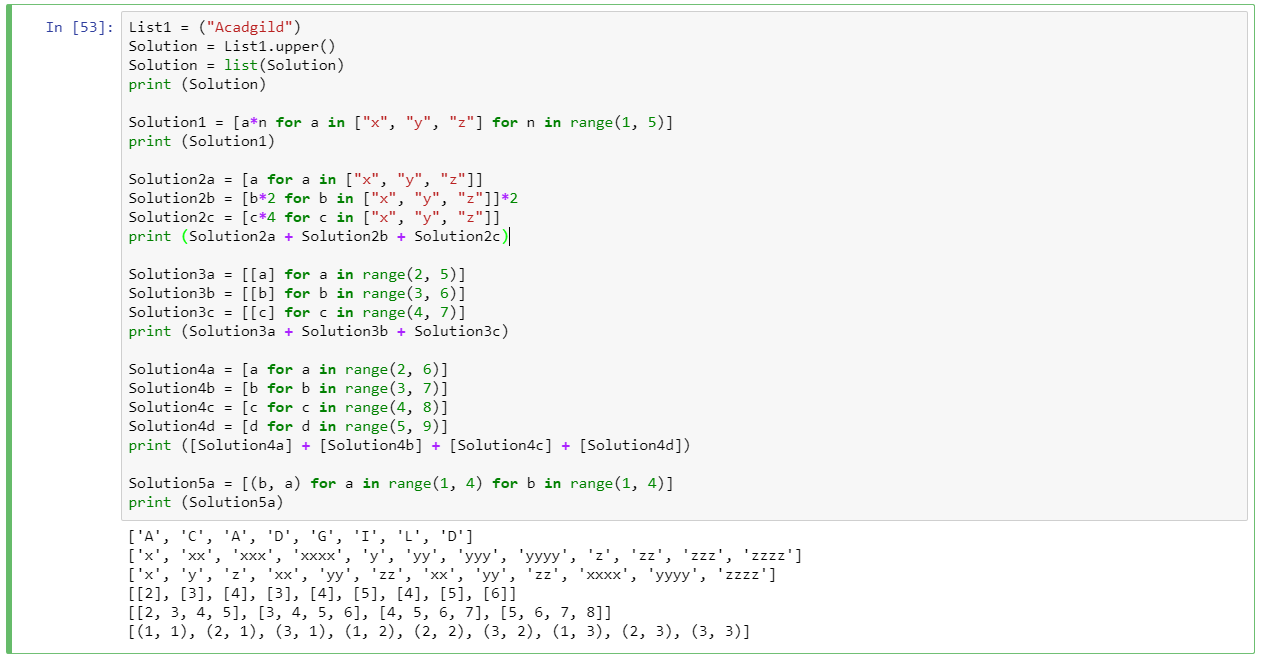 In [53]: List1 = ("Acadgild")
Solution = List1.upper()
Solution = list(Solution)
print (Solution)
Solution1 = [a*n for a in ["x", "y", "z"] for n in range(1, 5)]
print (Solution1)
Solution2a = [a for a in ["x", "y", "z"]]
Solution2b = [b*2 for b in ["x", "y", "z"]]*2
Solution2c = [c*4 for c in ["x", "y", "z"]]
print (Solution2a + Solution2b + Solution2c)
Solution3a = [[a] for a in range(2, 5)]
Solution3b = [[b] for b in range(3, 6)]
Solution3c = [[c] for c in range(4, 7)]
print (Solution3a + Solution3b + Solution3c)
Solution4a = [a for a in range(2, 6)]
Solution4b = [b for b in range(3, 7)]
Solution4c = [c for c in range(4, 8)]
Solution4d = [d for d in range(5, 9)]
print ([Solution4a] + [Solution4b] + [Solution4c] + [Solution4d])
Solution5a = [(b, a) for a in range(1, 4) for b in range(1, 4)]
print (Solution5a)
['A', 'C', 'A', 'D', 'G', 'I', 'L', 'D']
['x', 'xx', 'xxx', 'xxxx', 'y', 'yy', 'yyy', 'yyyy', 'z', 'zz', 'zzz', 'zzzz']
['x', 'y', 'z', 'xx', 'yy', 'zz', 'xx', 'yy', 'zz', 'xxxx', 'yyyy', 'zzzz']
[[2], [3], [4], [3], [4], [5], [4], [5], [6]]
[[2, 3, 4, 5], [3, 4, 5, 6], [4, 5, 6, 7], [5, 6, 7, 8]]
[(1, 1), (2, 1), (3, 1), (1, 2), (2, 2), (3, 2), (1, 3), (2, 3), (3, 3)]